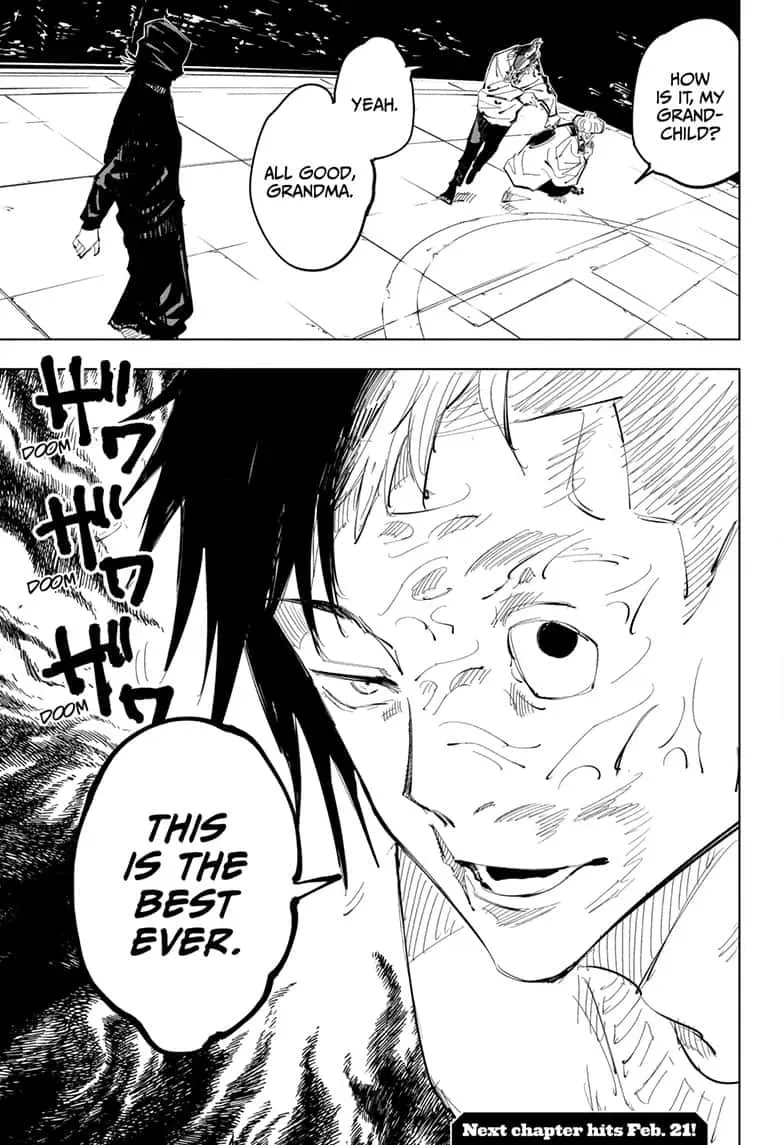 HOW
IS IT, MY
GRAND-
CHILD?
YEAH.
ALL GOOD,
GRANDMA.
ザワ
DOOM
ザワ
DOOM
ザワ
DOOM
THIS
IS THE
BEST
EVER.
Next chapter hits Feb. 21!